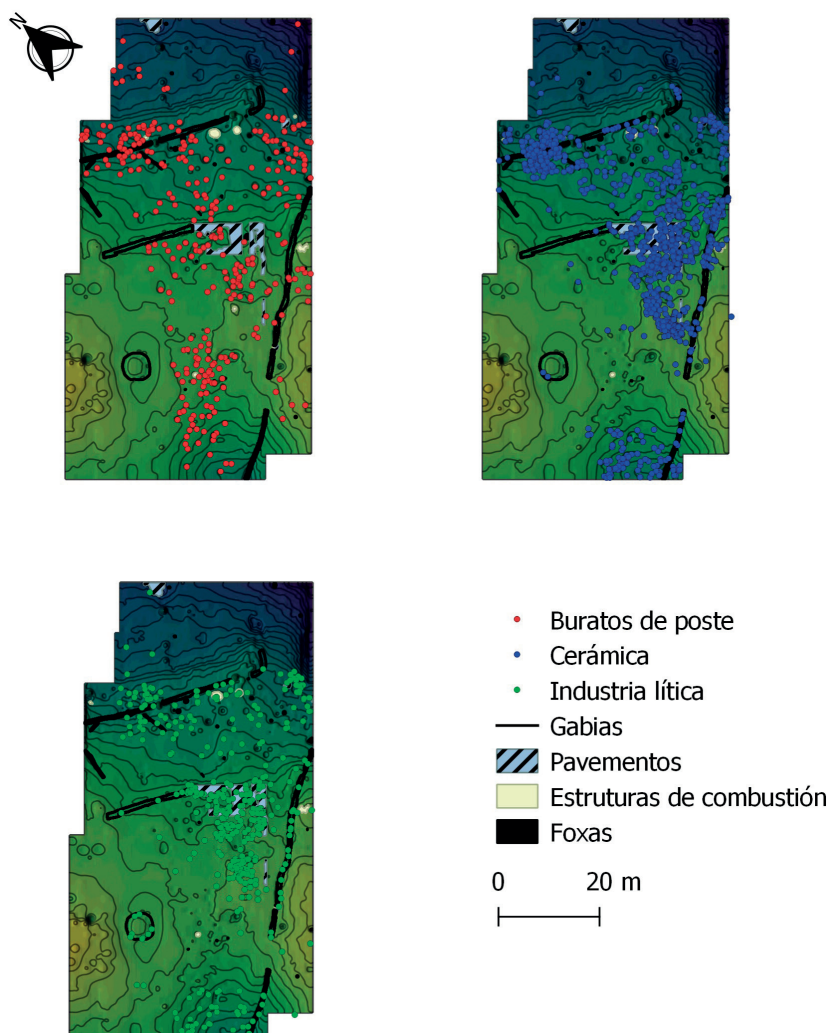 N
Buratos de poste
Cerámica
Industria lítica
Gabias
Pavementos
Estruturas de combustión
Foxas
0 20 m